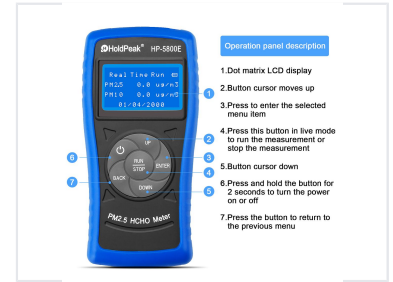 HoldPeak® HP-5800E
Real Time Run
PM2.5 0.0 ug/m3
PM10 0.0 ug/m3
01/04/2000
UP
RUN
STOP
ENTER
BACK
DOWN
PM2.5 HCHO Meter
1
2
3
4
5
6
7
Operation panel description
1.Dot matrix LCD display
2.Button cursor moves up
3.Press to enter the selected
menu item
4.Press this button in live mode
to run the measurement or
stop the measurement
5.Button cursor down
6.Press and hold the button for
2 seconds to turn the power
on or off
7.Press the button to return to
the previous menu